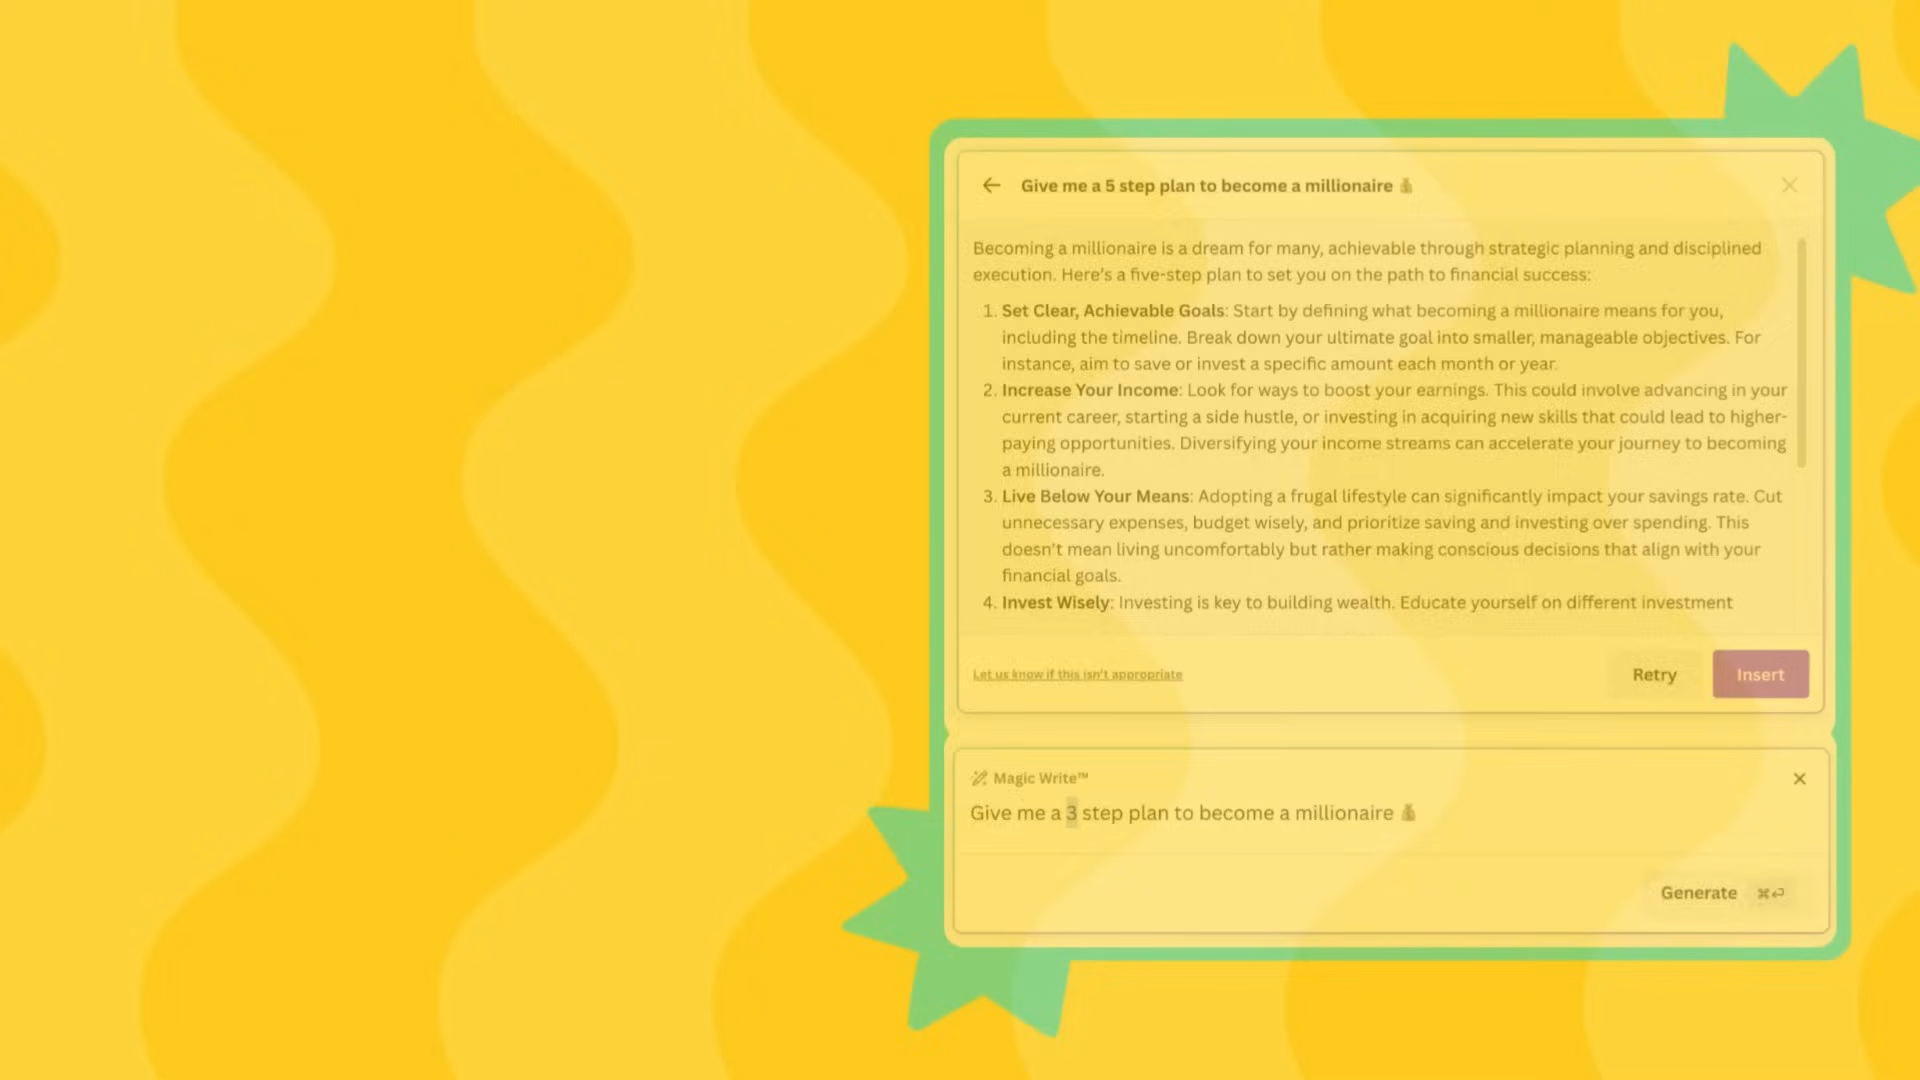 Give me a 5 step plan to become a millionaire 💰
Becoming a millionaire is a dream for many, achievable through strategic planning and disciplined
execution. Here's a five-step plan to set you on the path to financial success:
1. Set Clear, Achievable Goals: Start by defining what becoming a millionaire means for you,
including the timeline. Break down your ultimate goal into smaller, manageable objectives. For
instance, aim to save or invest a specific amount each month or year.
2. Increase Your Income: Look for ways to boost your earnings. This could involve advancing in your
current career, starting a side hustle, or investing in acquiring new skills that could lead to higher-
paying opportunities. Diversifying your income streams can accelerate your journey to becoming
a millionaire.
3. Live Below Your Means: Adopting a frugal lifestyle can significantly impact your savings rate. Cut
unnecessary expenses, budget wisely, and prioritize saving and investing over spending. This
doesn't mean living uncomfortably but rather making conscious decisions that align with your
financial goals.
4. Invest Wisely: Investing is key to building wealth. Educate yourself on different investment
Let us know if this isn't appropriate
Retry
Insert
Magic Write™
Give me a 3 step plan to become a millionaire 💰
Generate ⌘↵